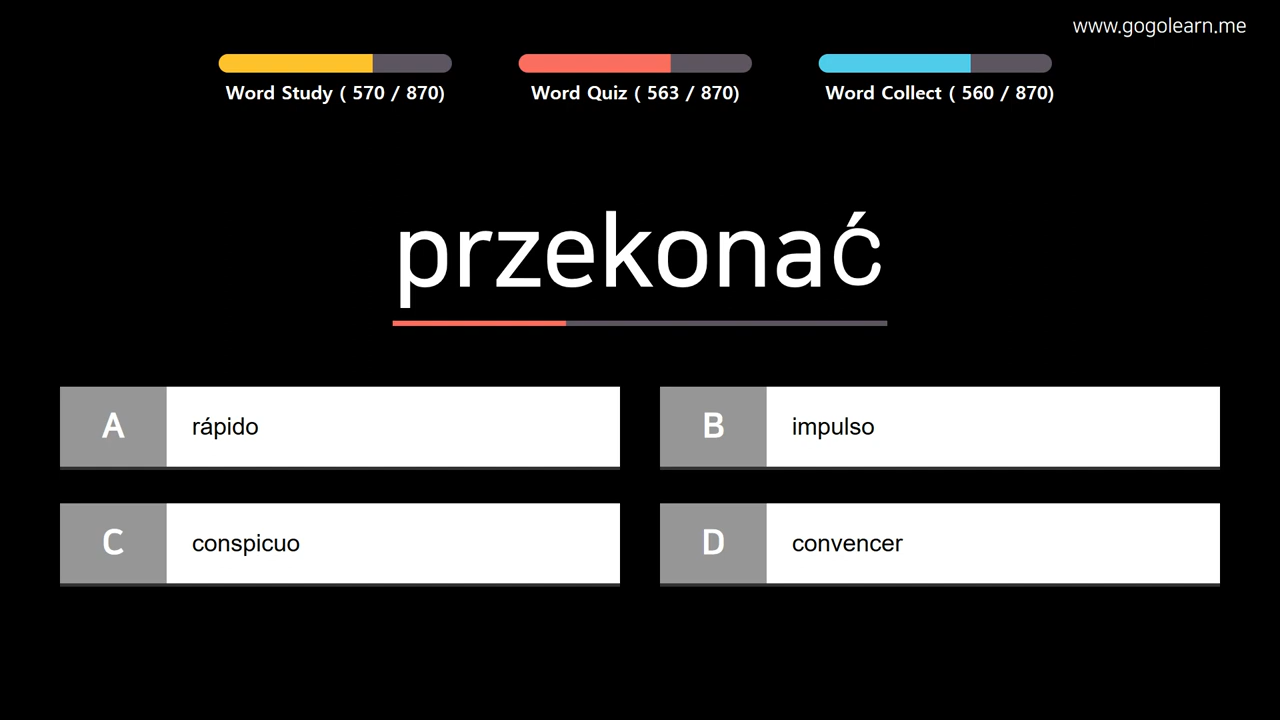 www.gogolearn.me
Word Study ( 570 / 870)
Word Quiz ( 563 / 870)
Word Collect ( 560 / 870)
przekonać
A
rápido
B
impulso
C
conspicuo
D
convencer